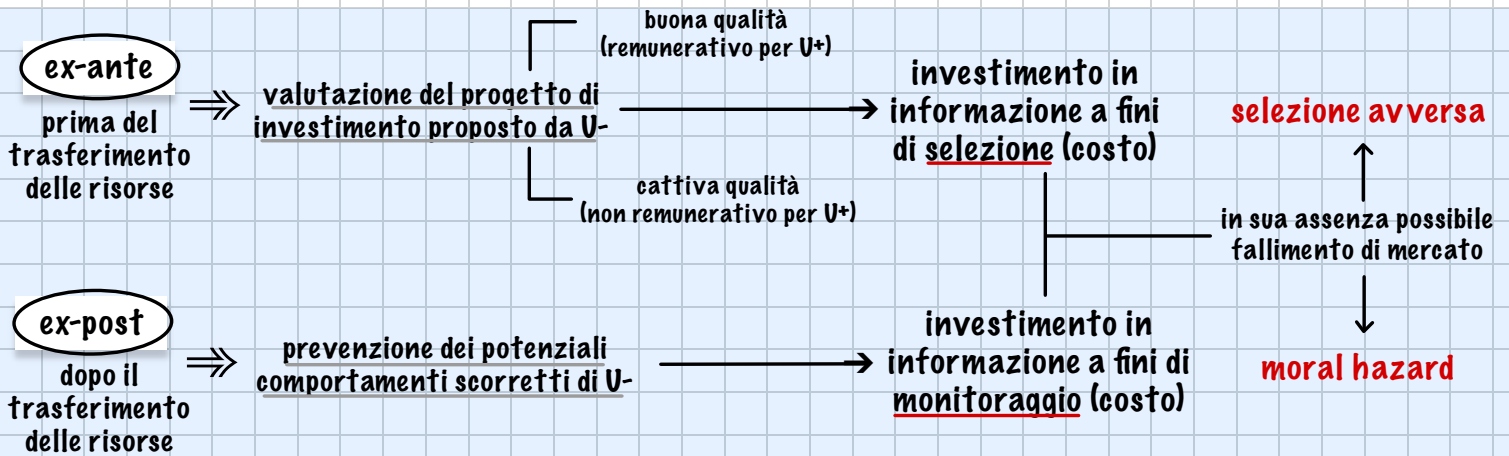 ex-ante
prima del
trasferimento
delle risorse
valutazione del progetto di
investimento proposto da U-
buona qualità
(remunerativo per U+)
cattiva qualità
(non remunerativo per U+)
investimento in
informazione a fini
di selezione (costo)
selezione avversa
in sua assenza possibile
fallimento di mercato
moral hazard
ex-post
dopo il
trasferimento
delle risorse
prevenzione dei potenziali
comportamenti scorretti di U-
investimento in
informazione a fini di
monitoraggio (costo)